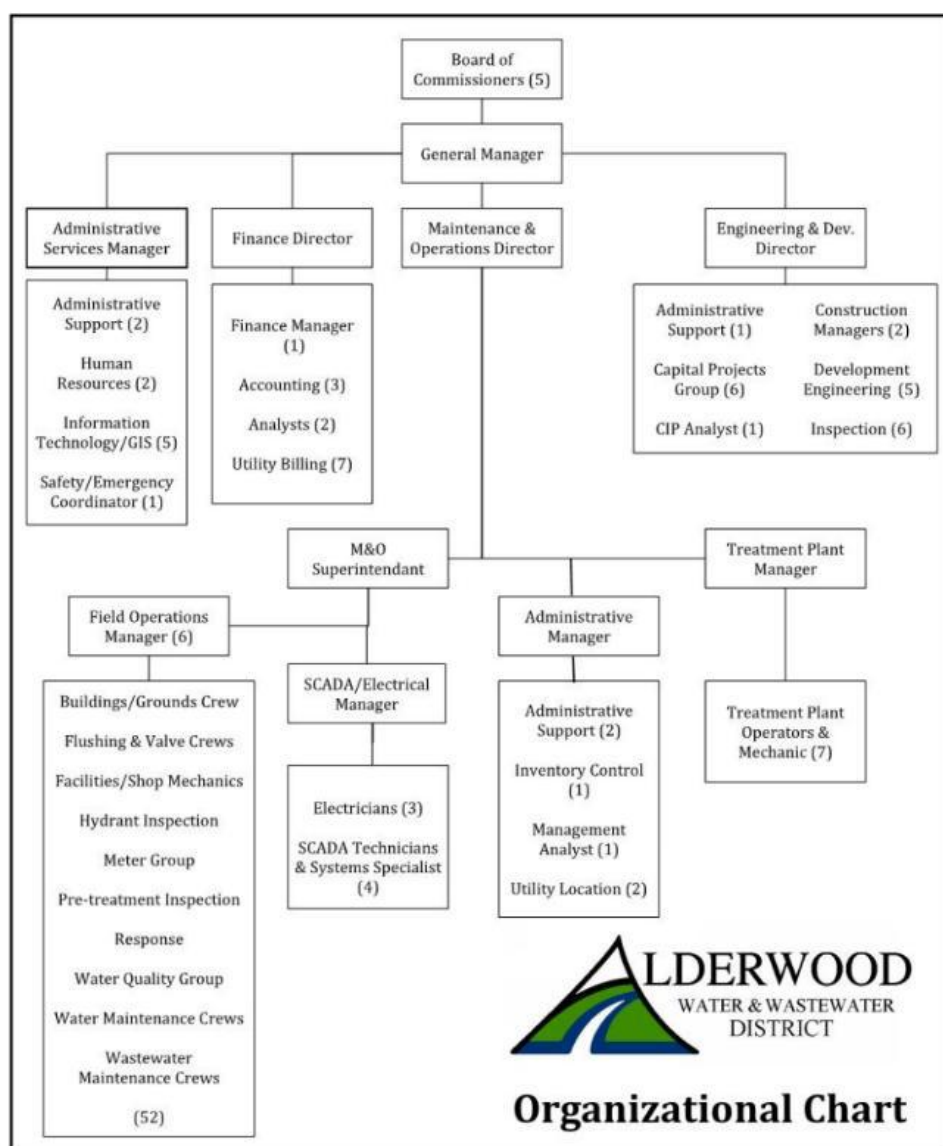 Board of
Commissioners (5)
General Manager
Administrative
Services Manager
Finance Director
Maintenance &
Operations Director
Engineering & Dev.
Director
Administrative
Support (2)
Human
Resources (2)
Information
Technology/GIS (5)
Safety/Emergency
Coordinator (1)
Finance Manager
(1)
Accounting (3)
Analysts (2)
Utility Billing (7)
Administrative
Support (1)
Capital Projects
Group (6)
CIP Analyst (1)
Construction
Managers (2)
Development
Engineering (5)
Inspection (6)
M&O
Superintendant
Treatment Plant
Manager
Field Operations
Manager (6)
Administrative
Manager
SCADA/Electrical
Manager
Buildings/Grounds Crew
Flushing & Valve Crews
Facilities/Shop Mechanics
Hydrant Inspection
Meter Group
Pre-treatment Inspection
Response
Water Quality Group
Water Maintenance Crews
Wastewater
Maintenance Crews
(52)
Electricians (3)
SCADA Technicians
& Systems Specialist
(4)
Administrative
Support (2)
Inventory Control
(1)
Management
Analyst (1)
Utility Location (2)
Treatment Plant
Operators &
Mechanic (7)
ALDERWOOD
WATER & WASTEWATER
DISTRICT
Organizational Chart